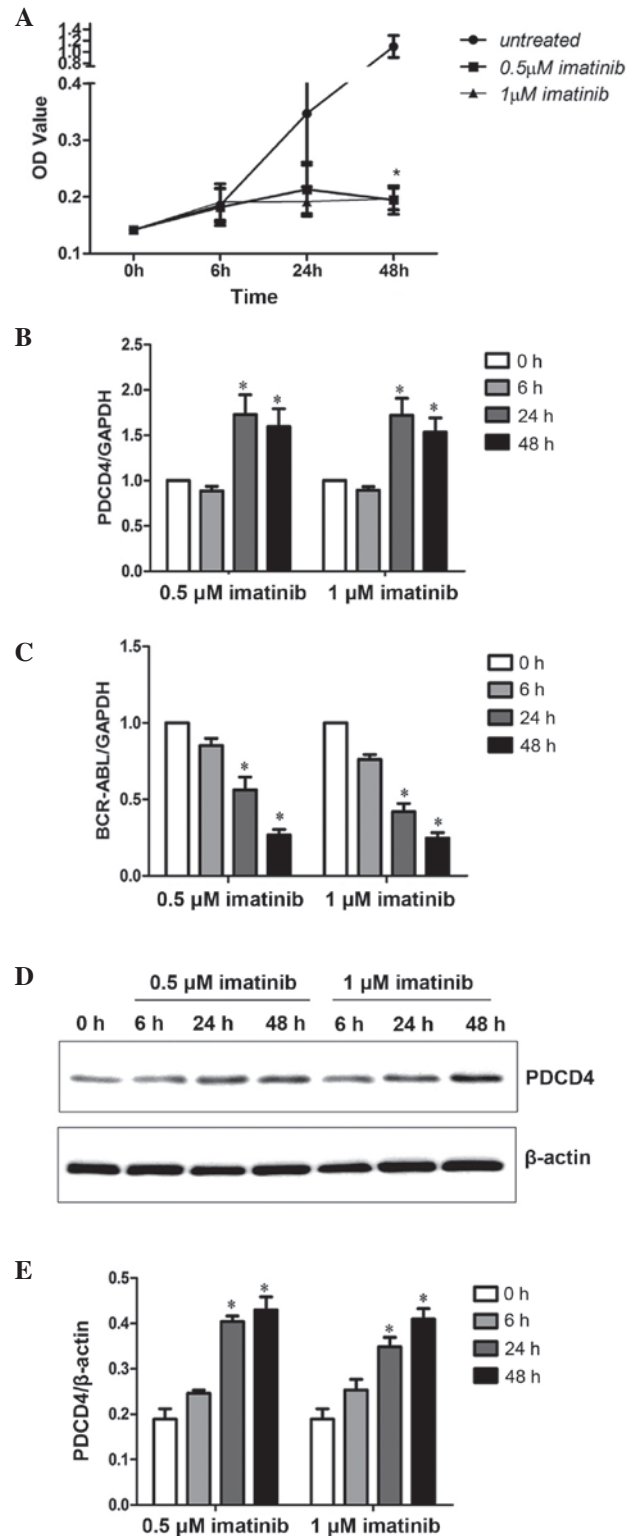 A
OD Value
1.4
1.2
1.0
0.8
0.4
0.3
0.2
0.1
*
0h 6h 24h 48h
Time
untreated
0.5µM imatinib
1µM imatinib
B
PDCD4/GAPDH
2.5
2.0
1.5
1.0
0.5
0.0
* * * *
0.5 µM imatinib 1 µM imatinib
0 h
6 h
24 h
48 h
C
BCR-ABL/GAPDH
1.5
1.0
0.5
0.0
* * * *
0.5 µM imatinib 1 µM imatinib
0 h
6 h
24 h
48 h
D
0.5 µM imatinib 1 µM imatinib
0 h 6 h 24 h 48 h 6 h 24 h 48 h
PDCD4
β-actin
E
PDCD4/β-actin
0.5
0.4
0.3
0.2
0.1
0.0
* * * *
0.5 µM imatinib 1 µM imatinib
0 h
6 h
24 h
48 h